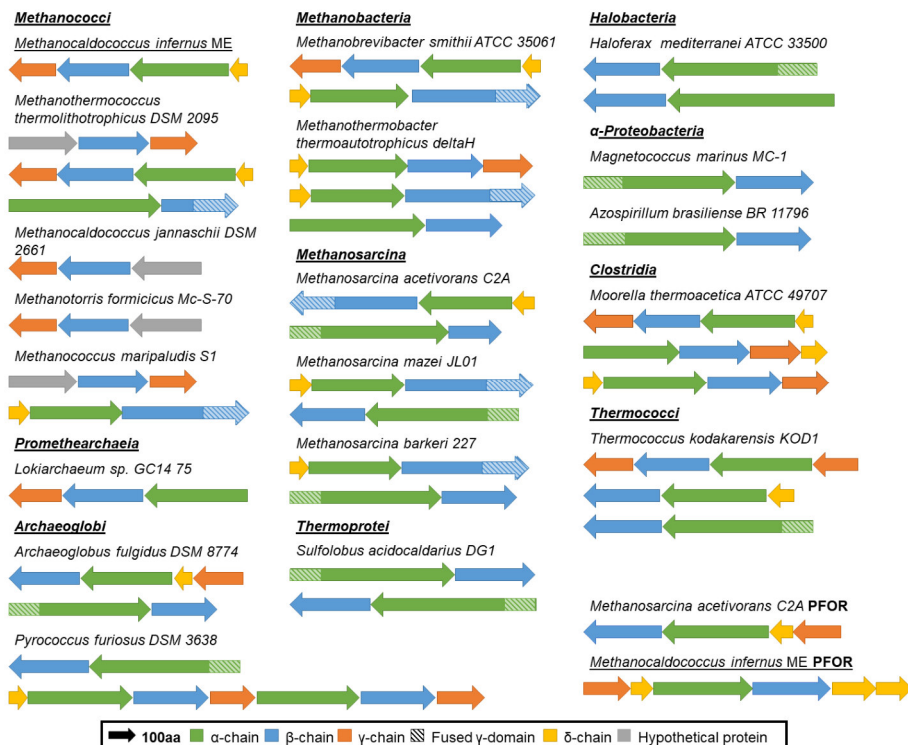 Methanococci
Methanocaldococcus infernus ME
Methanothermococcus
thermolithotrophicus DSM 2095
Methanocaldococcus jannaschii DSM
2661
Methanotorris formicicus Mc-S-70
Methanococcus maripaludis S1
Promethearchaeia
Lokiarchaeum sp. GC14 75
Archaeoglobi
Archaeoglobus fulgidus DSM 8774
Pyrococcus furiosus DSM 3638
Methanobacteria
Methanobrevibacter smithii ATCC 35061
Methanothermobacter
thermoautotrophicus deltaH
Methanosarcina
Methanosarcina acetivorans C2A
Methanosarcina mazei JL01
Methanosarcina barkeri 227
Thermoprotei
Sulfolobus acidocaldarius DG1
Halobacteria
Haloferax mediterranei ATCC 33500
α-Proteobacteria
Magnetococcus marinus MC-1
Azospirillum brasiliense BR 11796
Clostridia
Moorella thermoacetica ATCC 49707
Thermococci
Thermococcus kodakarensis KOD1
Methanosarcina acetivorans C2A PFOR
Methanocaldococcus infernus ME PFOR
100aa α-chain β-chain γ-chain Fused γ-domain δ-chain Hypothetical protein